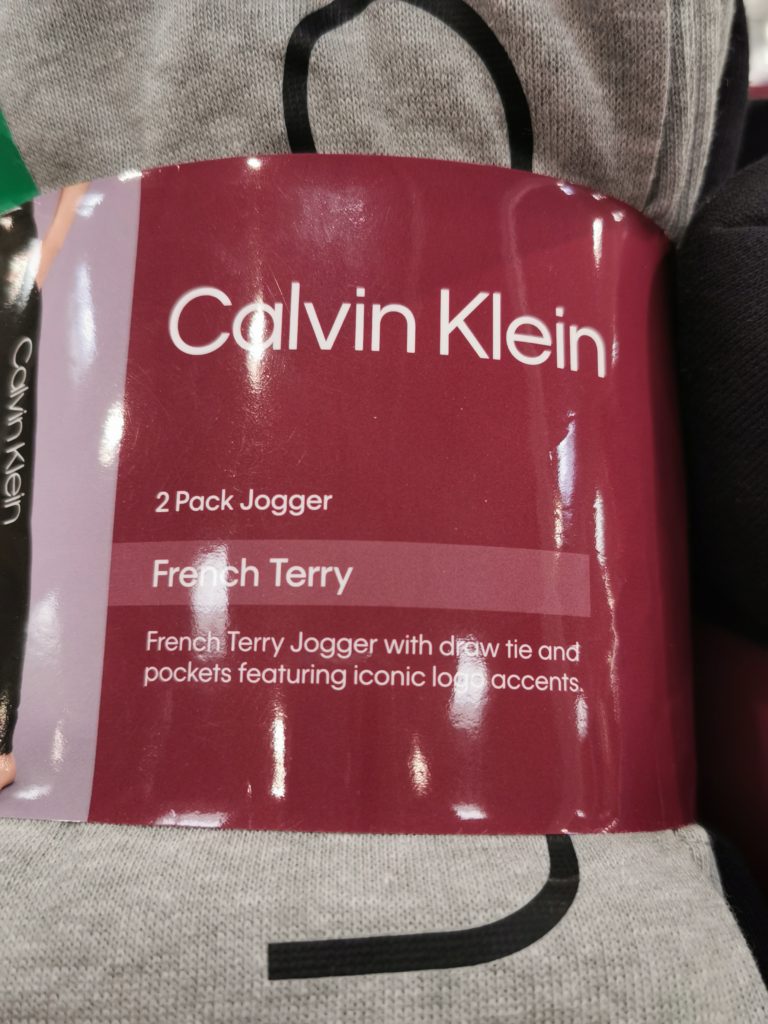 Calvin Klein
2 Pack Jogger
French Terry
French Terry Jogger with draw tie and
pockets featuring iconic logo accents.
Calvin Klein